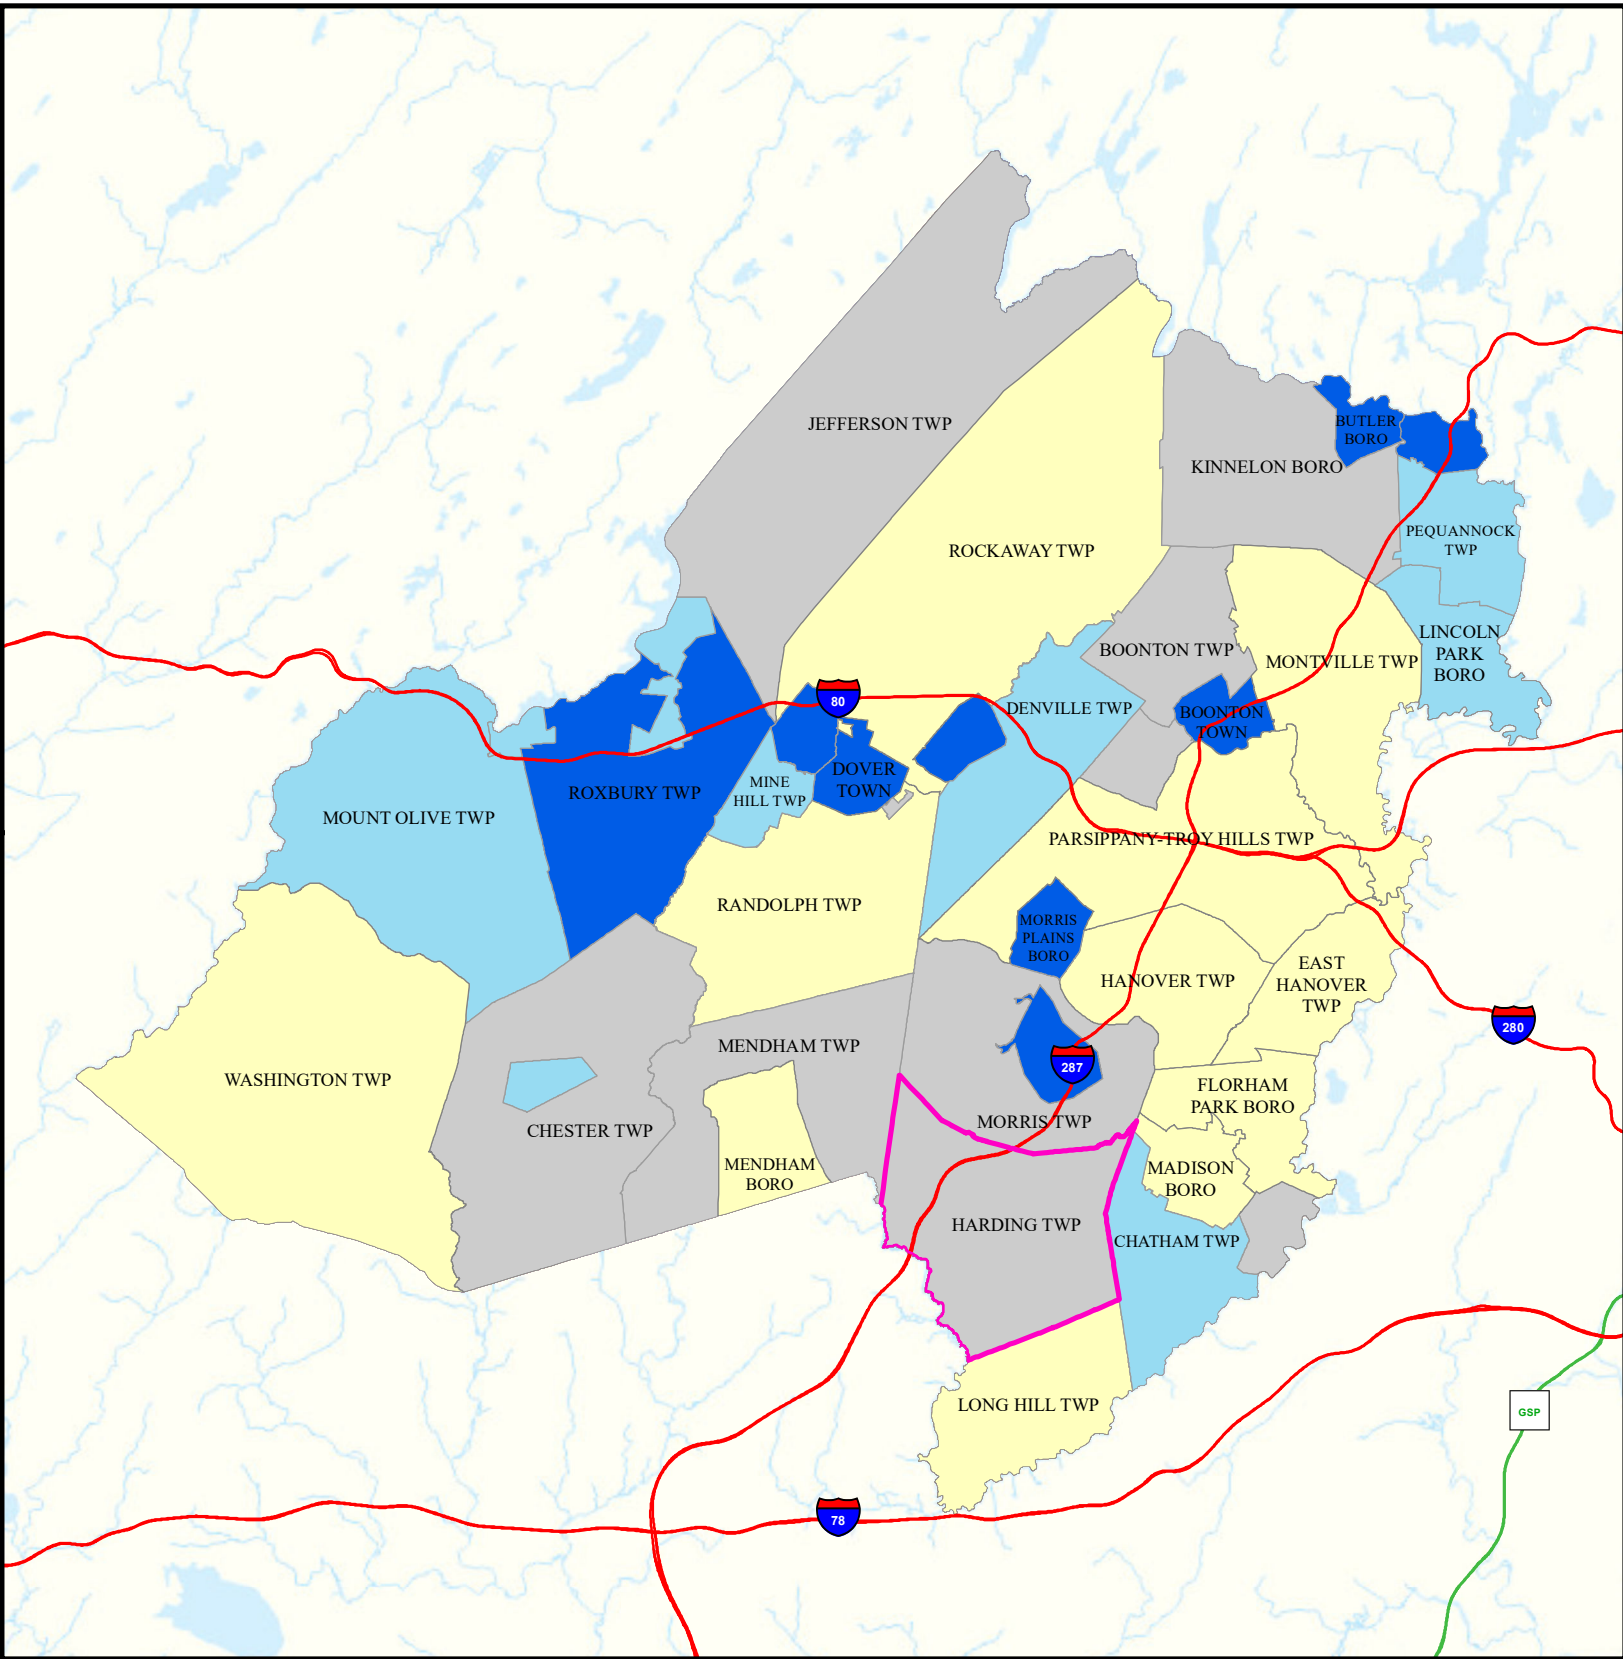 JEFFERSON TWP
BUTLER
BORO
KINNELON BORO
PEQUANNOCK
TWP
ROCKAWAY TWP
LINCOLN
PARK
BORO
BOONTON TWP
MONTVILLE TWP
80
DENVILLE TWP
BOONTON
TOWN
DOVER
TOWN
MINE
HILL TWP
ROXBURY TWP
MOUNT OLIVE TWP
PARSIPPANY-TROY HILLS TWP
RANDOLPH TWP
MORRIS
PLAINS
BORO
HANOVER TWP
EAST
HANOVER
TWP
280
MENDHAM TWP
287
WASHINGTON TWP
FLORHAM
PARK BORO
CHESTER TWP
MORRIS TWP
MENDHAM
BORO
MADISON
BORO
HARDING TWP
CHATHAM TWP
LONG HILL TWP
GSP
78